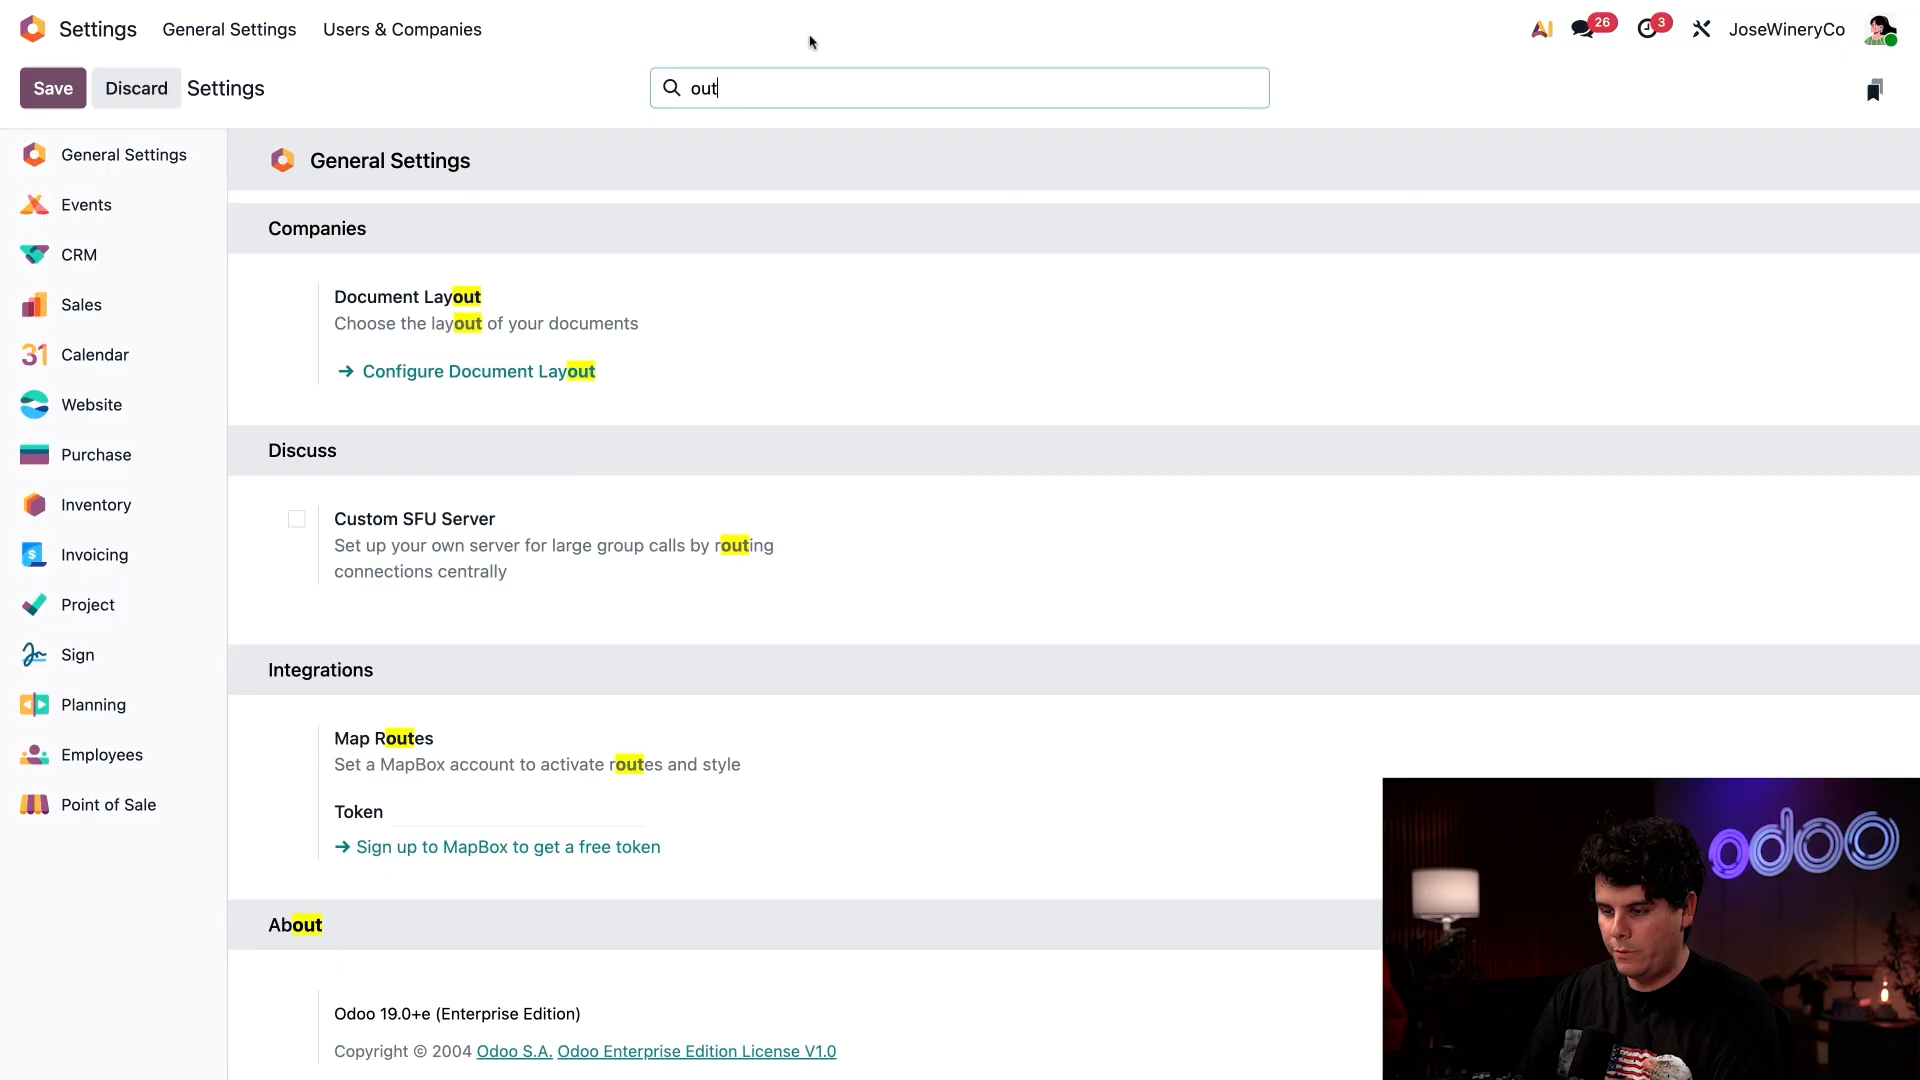 Settings General Settings Users & Companies 26 3 JoseWineryCo
Save Discard Settings out
General Settings
Events
CRM
Sales
31 Calendar
Website
Purchase
Inventory
$ Invoicing
Project
Sign
Planning
Employees
Point of Sale
General Settings
Companies
Document Layout
Choose the layout of your documents
→ Configure Document Layout
Discuss
Custom SFU Server
Set up your own server for large group calls by routing
connections centrally
Integrations
Map Routes
Set a MapBox account to activate routes and style
Token
→ Sign up to MapBox to get a free token
About
Odoo 19.0+e (Enterprise Edition)
Copyright © 2004 Odoo S.A. Odoo Enterprise Edition License V1.0
AI
odoo